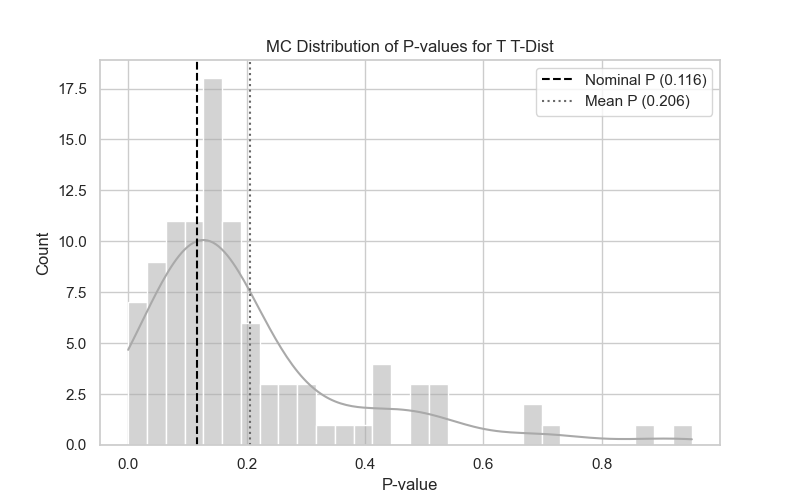 MC Distribution of P-values for T T-Dist
Nominal P (0.116)
Mean P (0.206)
17.5
15.0
12.5
10.0
7.5
5.0
2.5
0.0
Count
0.0 0.2 0.4 0.6 0.8
P-value